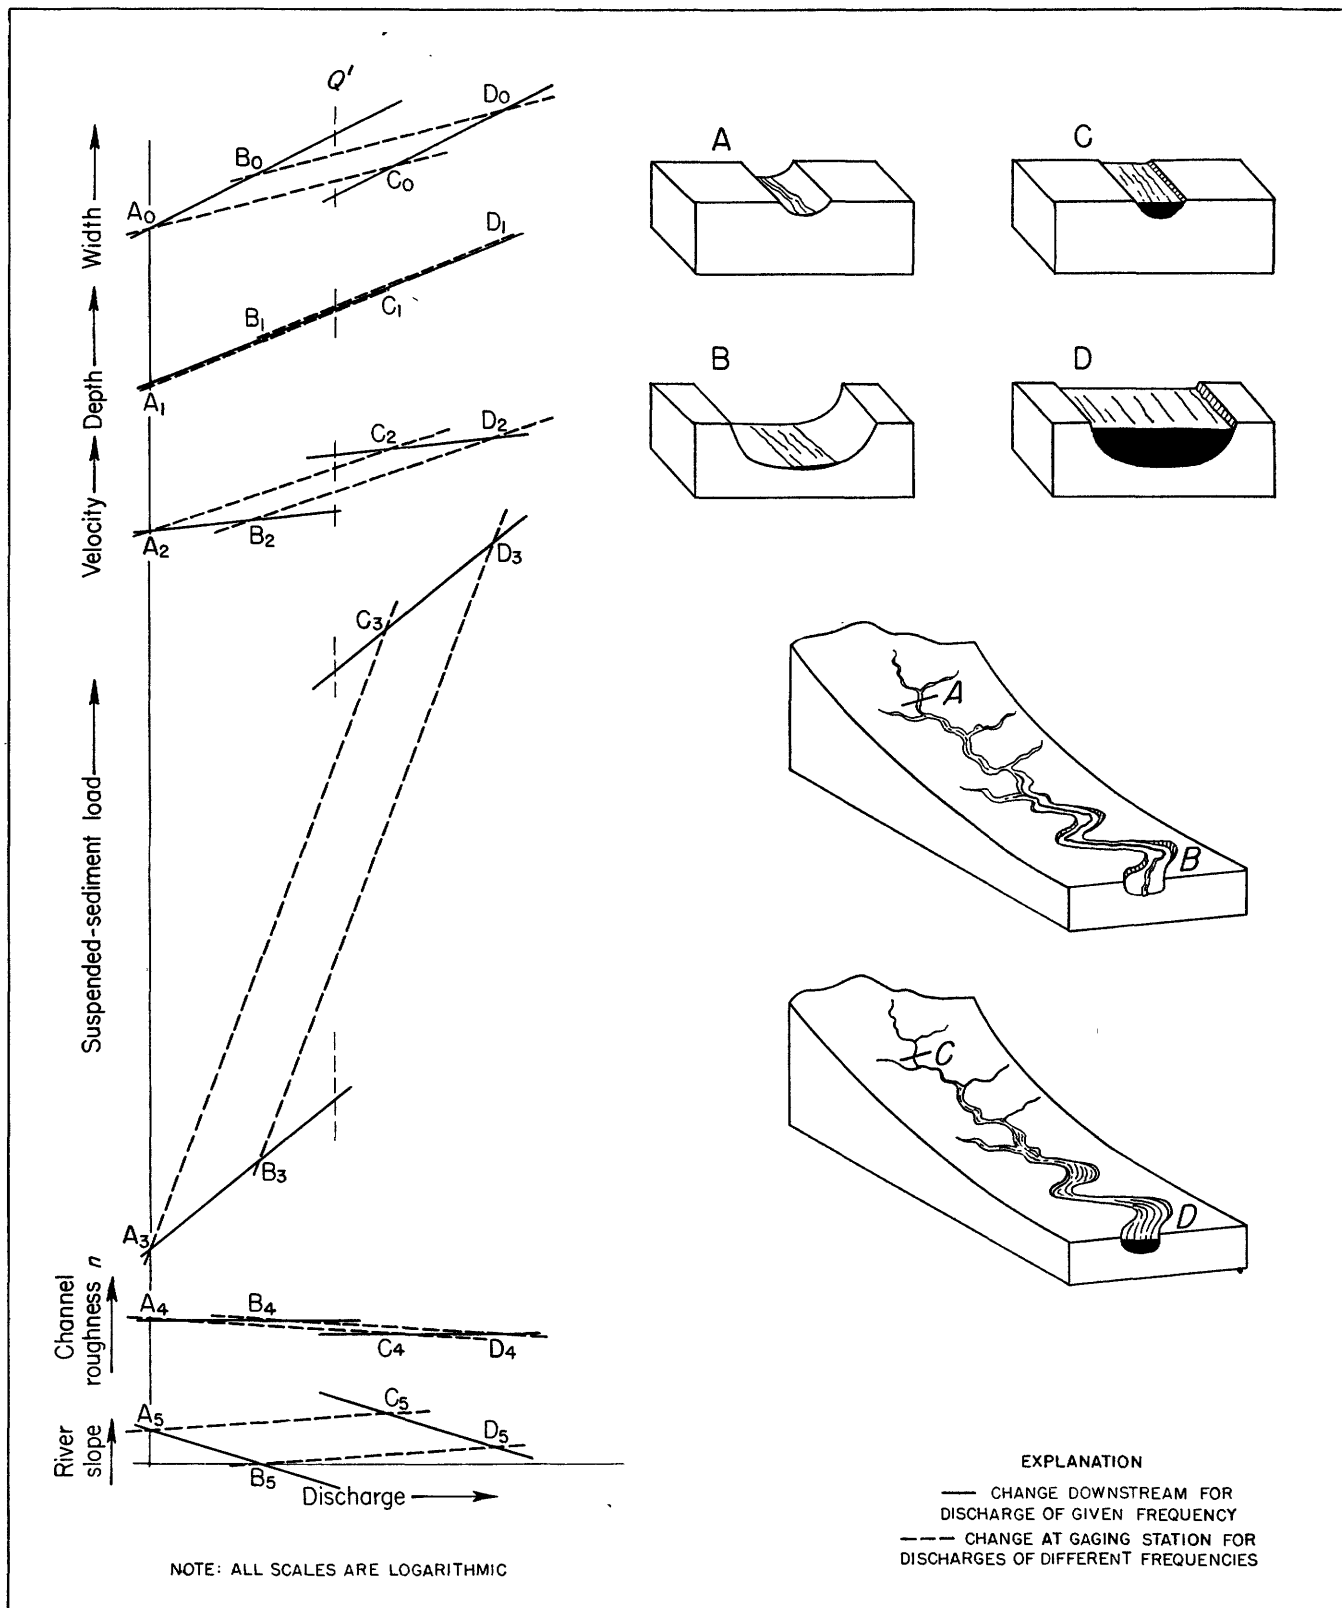 Q'
Width
A0
B0
C0
D0
Depth
A1
B1
C1
D1
Velocity
A2
B2
C2
D2
Suspended-sediment load
A3
B3
C3
D3
Channel
roughness n
A4
B4
C4
D4
River
slope
A5
B5
C5
D5
Discharge
NOTE: ALL SCALES ARE LOGARITHMIC
A
C
B
D
A
B
C
D
EXPLANATION
CHANGE DOWNSTREAM FOR
DISCHARGE OF GIVEN FREQUENCY
CHANGE AT GAGING STATION FOR
DISCHARGES OF DIFFERENT FREQUENCIES